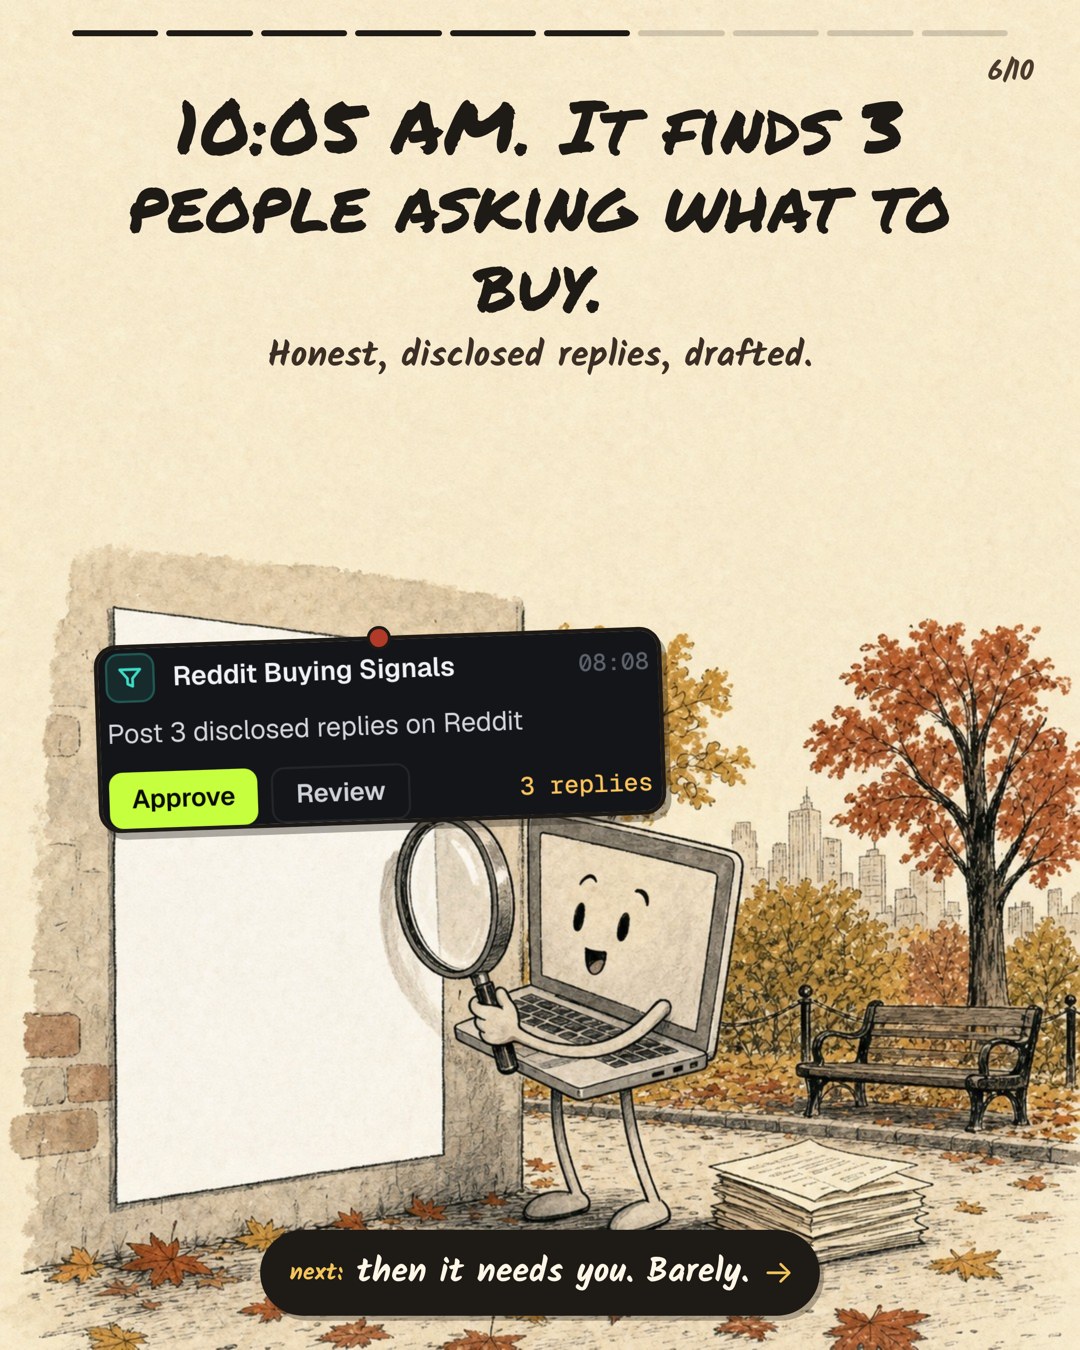 6/10
10:05 AM. It finds 3
people asking what to
buy.
Honest, disclosed replies, drafted.
Reddit Buying Signals
08:08
Post 3 disclosed replies on Reddit
Approve
Review
3 replies
next: then it needs you. Barely. →